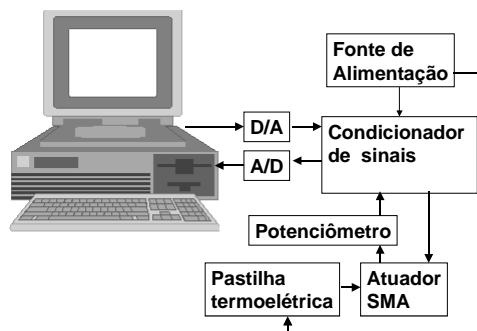 Fonte de
Alimentação
D/A
Condicionador
de sinais
A/D
Potenciômetro
Pastilha
termoelétrica
Atuador
SMA